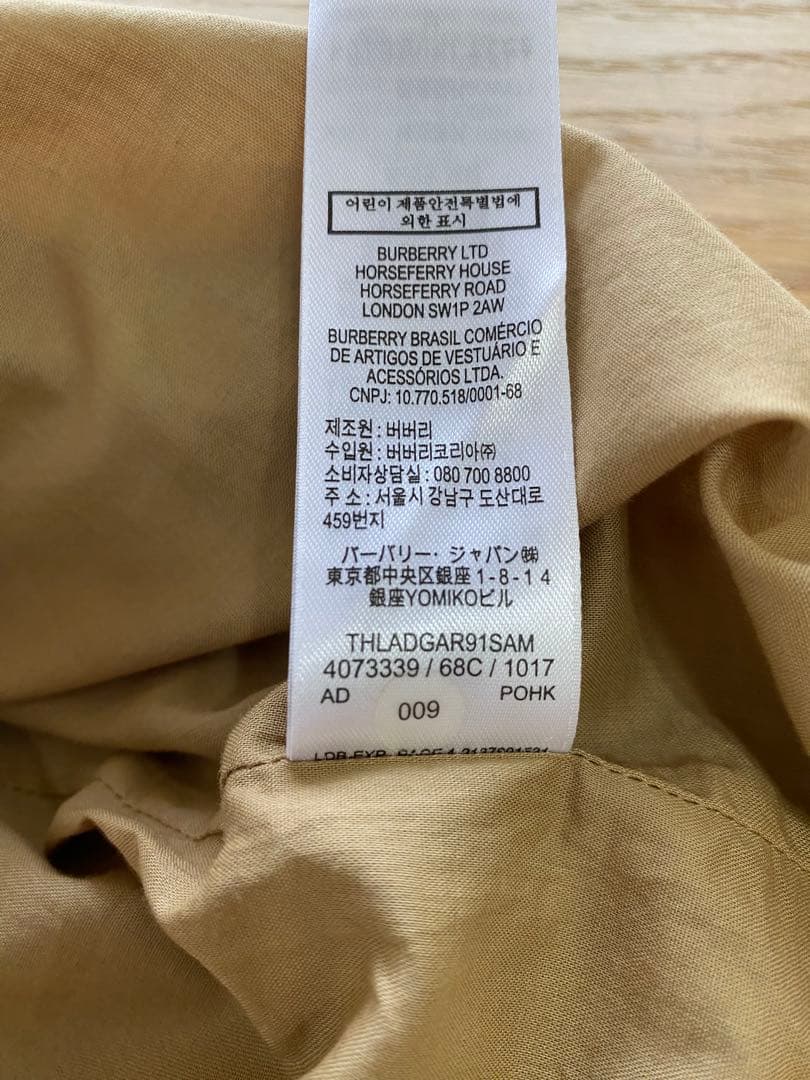 어린이 제품안전특별법에
의한 표시
BURBERRY LTD
HORSEFERRY HOUSE
HORSEFERRY ROAD
LONDON SW1P 2AW
BURBERRY BRASIL COMÉRCIO
DE ARTIGOS DE VESTUÁRIO E
ACESSÓRIOS LTDA.
CNPJ: 10.770.518/0001-68
제조원 : 버버리
수입원 : 버버리코리아㈜
소비자상담실 : 080 700 8800
주 소 : 서울시 강남구 도산대로
459번지
バーバリー・ジャパン㈱
東京都中央区銀座 1 - 8 - 1 4
銀座YOMIKOビル
THLADGAR91SAM
4073339 / 68C / 1017
AD
009
POHK